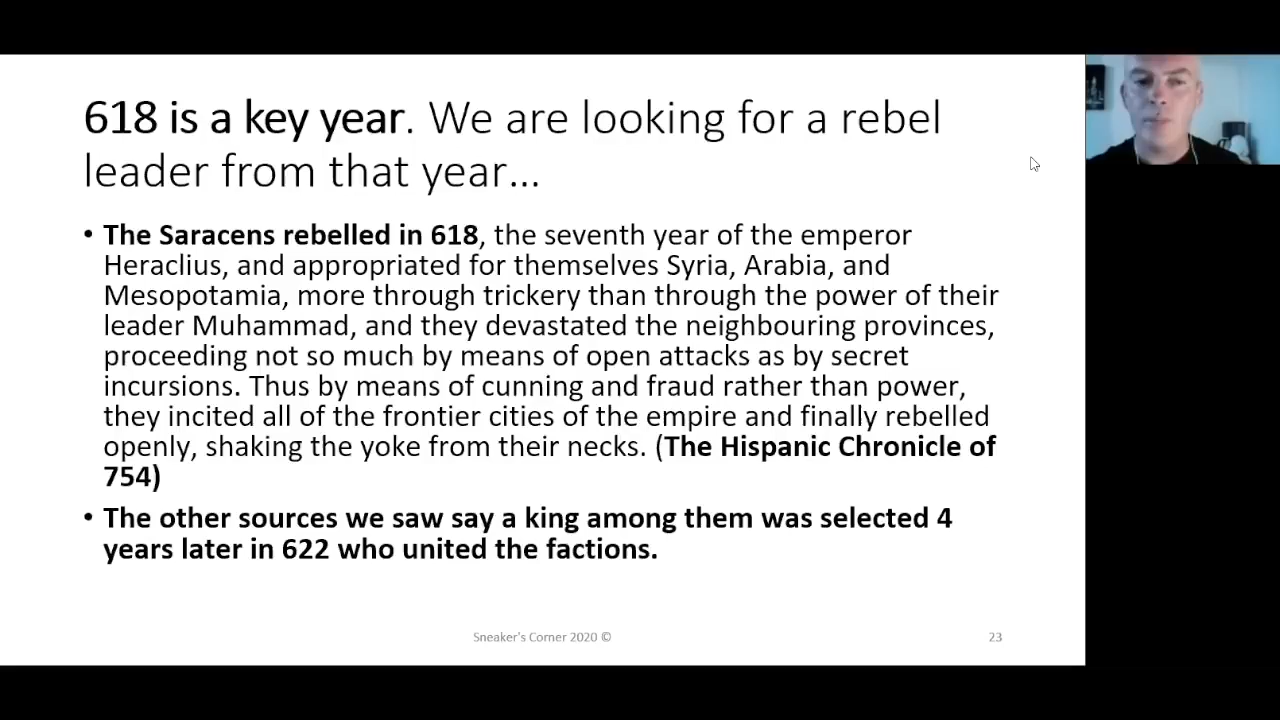 618 is a key year. We are looking for a rebel
leader from that year...
• The Saracens rebelled in 618, the seventh year of the emperor
Heraclius, and appropriated for themselves Syria, Arabia, and
Mesopotamia, more through trickery than through the power of their
leader Muhammad, and they devastated the neighbouring provinces,
proceeding not so much by means of open attacks as by secret
incursions. Thus by means of cunning and fraud rather than power,
they incited all of the frontier cities of the empire and finally rebelled
openly, shaking the yoke from their necks. (The Hispanic Chronicle of
754)
• The other sources we saw say a king among them was selected 4
years later in 622 who united the factions.
Sneaker's Corner 2020 ©
23